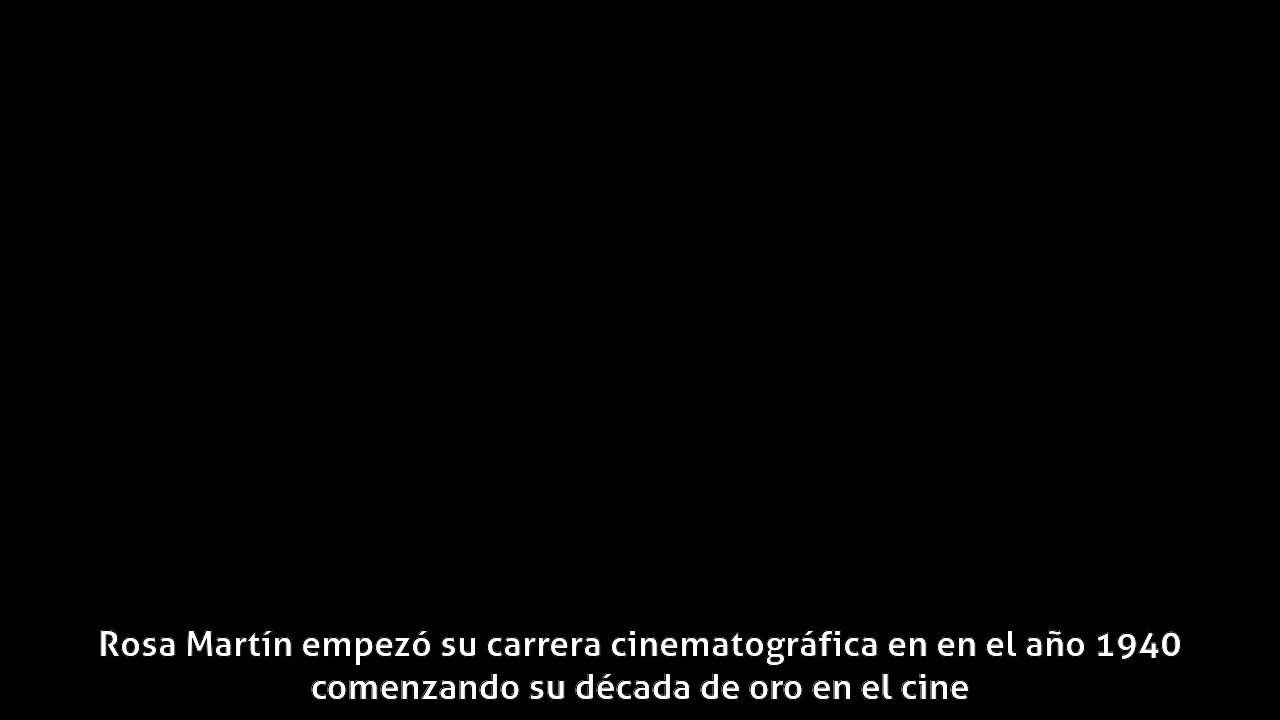 Rosa Martín empezó su carrera cinematográfica en en el año 1940
comenzando su década de oro en el cine